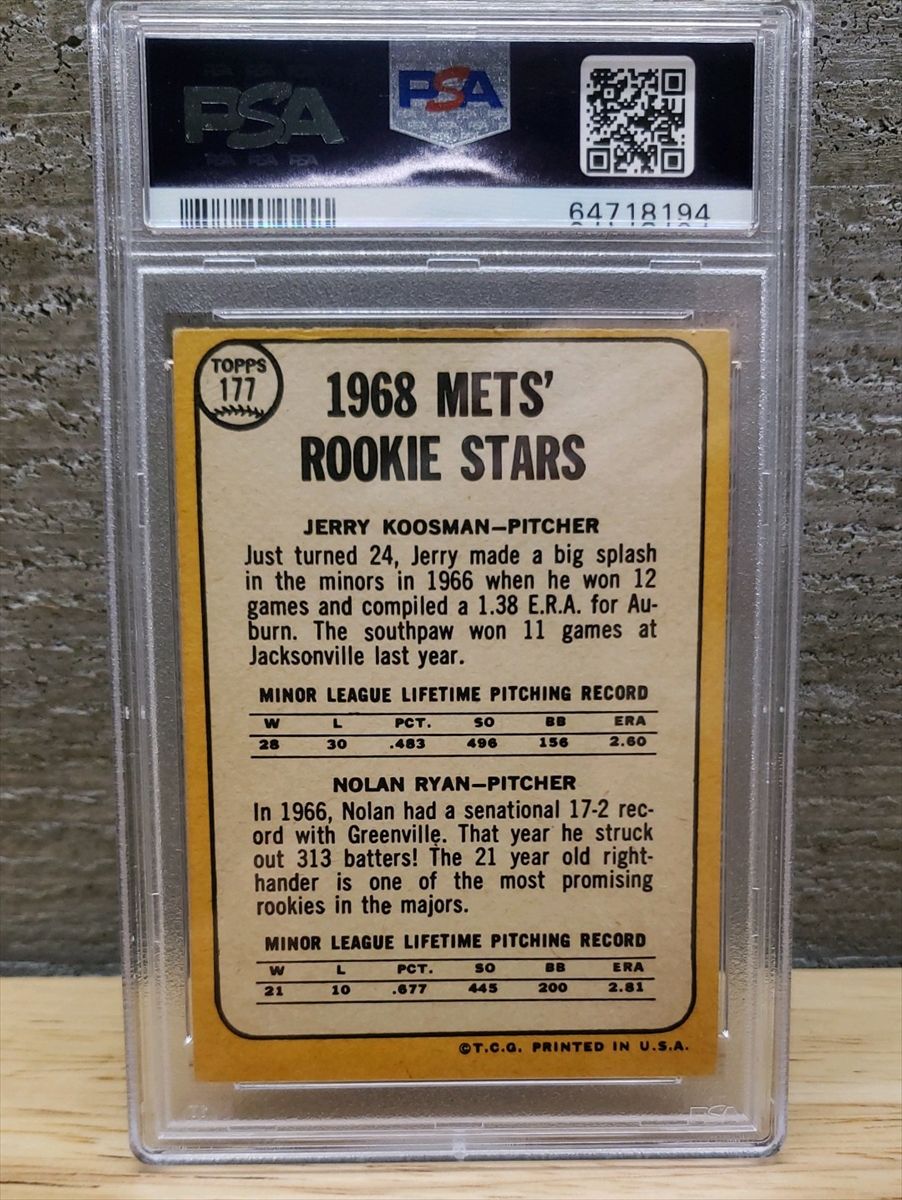 PSA
PSA
64718194
TOPPS
177
1968 METS'
ROOKIE STARS
JERRY KOOSMAN—PITCHER
Just turned 24, Jerry made a big splash
in the minors in 1966 when he won 12
games and compiled a 1.38 E.R.A. for Au-
burn. The southpaw won 11 games at
Jacksonville last year.
MINOR LEAGUE LIFETIME PITCHING RECORD
W L PCT. SO BB ERA
28 30 .483 496 156 2.60
NOLAN RYAN—PITCHER
In 1966, Nolan had a senational 17-2 rec-
ord with Greenville. That year he struck
out 313 batters! The 21 year old right-
hander is one of the most promising
rookies in the majors.
MINOR LEAGUE LIFETIME PITCHING RECORD
W L PCT. SO BB ERA
21 10 .677 445 200 2.81
©T.C.G. PRINTED IN U.S.A.
PSA